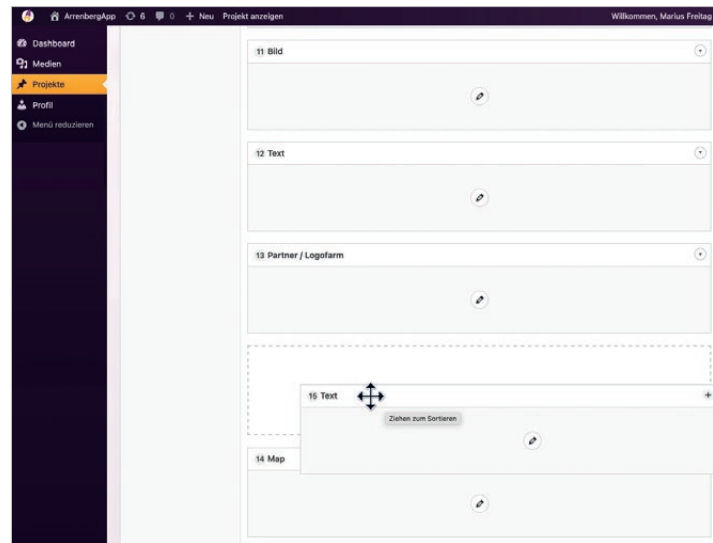 ArrenbergApp 6 0 + Neu Projekt anzeigen Willkommen, Marius Freitag
Dashboard
Medien
Projekte
Profil
Menü reduzieren
11 Bild
12 Text
13 Partner / Logofarm
15 Text
Ziehen zum Sortieren
14 Map